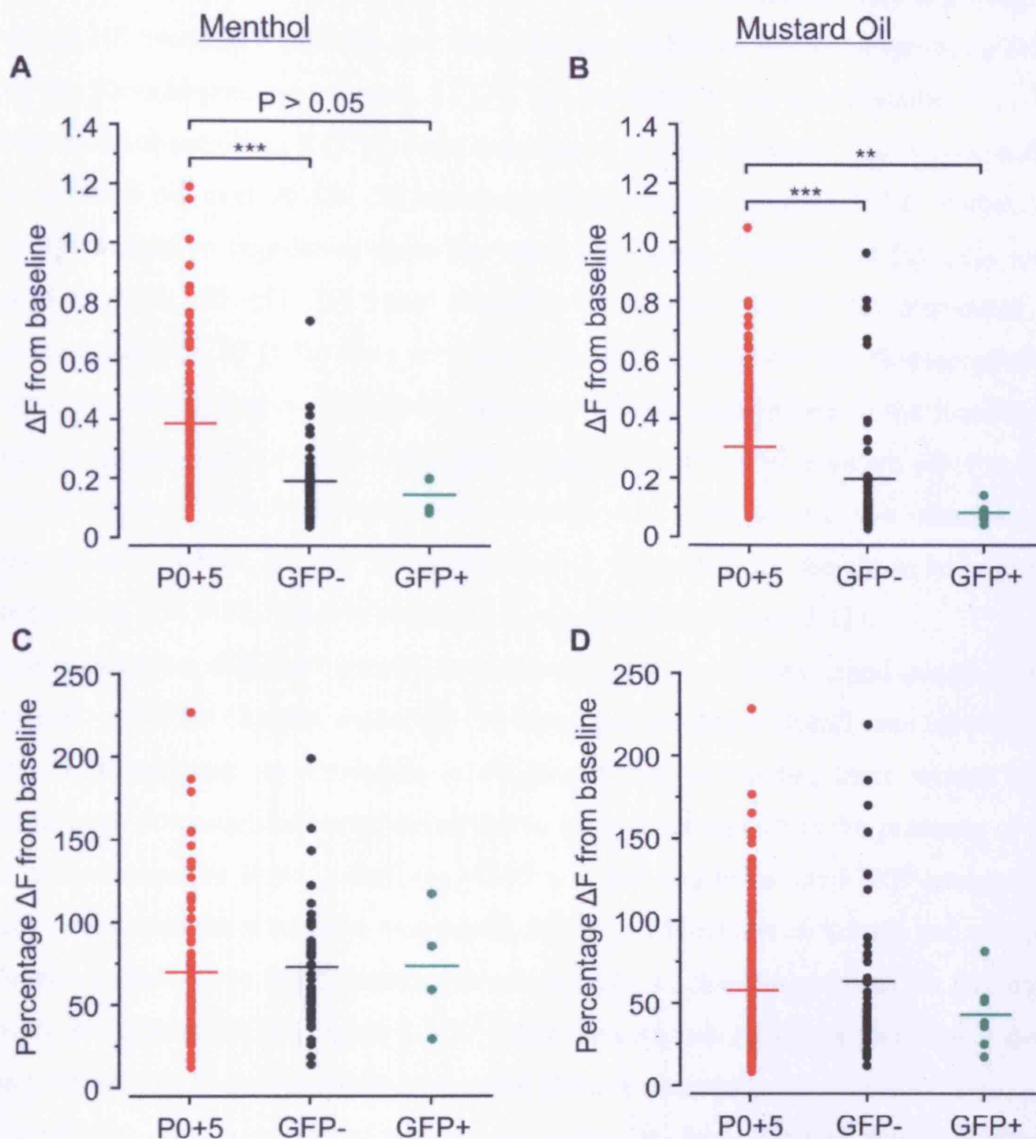 Menthol
Mustard Oil
A
P > 0.05
***
1.4
1.2
1.0
0.8
0.6
0.4
0.2
0
ΔF from baseline
P0+5
GFP-
GFP+
B
**
***
1.4
1.2
1.0
0.8
0.6
0.4
0.2
0
ΔF from baseline
P0+5
GFP-
GFP+
C
250
200
150
100
50
0
Percentage ΔF from baseline
P0+5
GFP-
GFP+
D
250
200
150
100
50
0
Percentage ΔF from baseline
P0+5
GFP-
GFP+